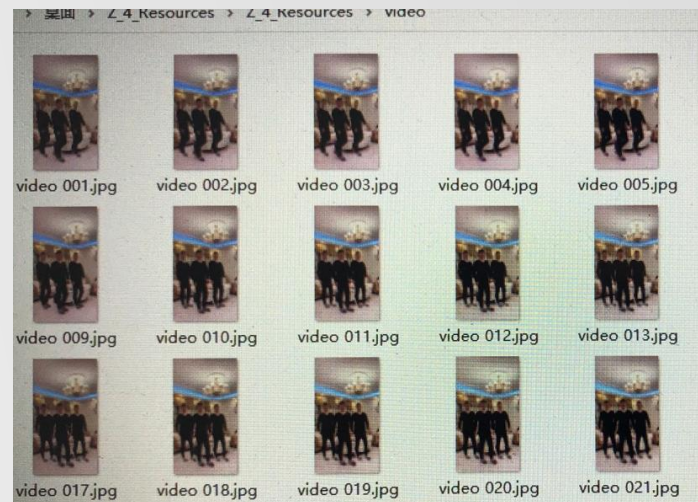 > 桌面 > Z_4_Resources > Z_4_Resources > video
video 001.jpg video 002.jpg video 003.jpg video 004.jpg video 005.jpg
video 009.jpg video 010.jpg video 011.jpg video 012.jpg video 013.jpg
video 017.jpg video 018.jpg video 019.jpg video 020.jpg video 021.jpg